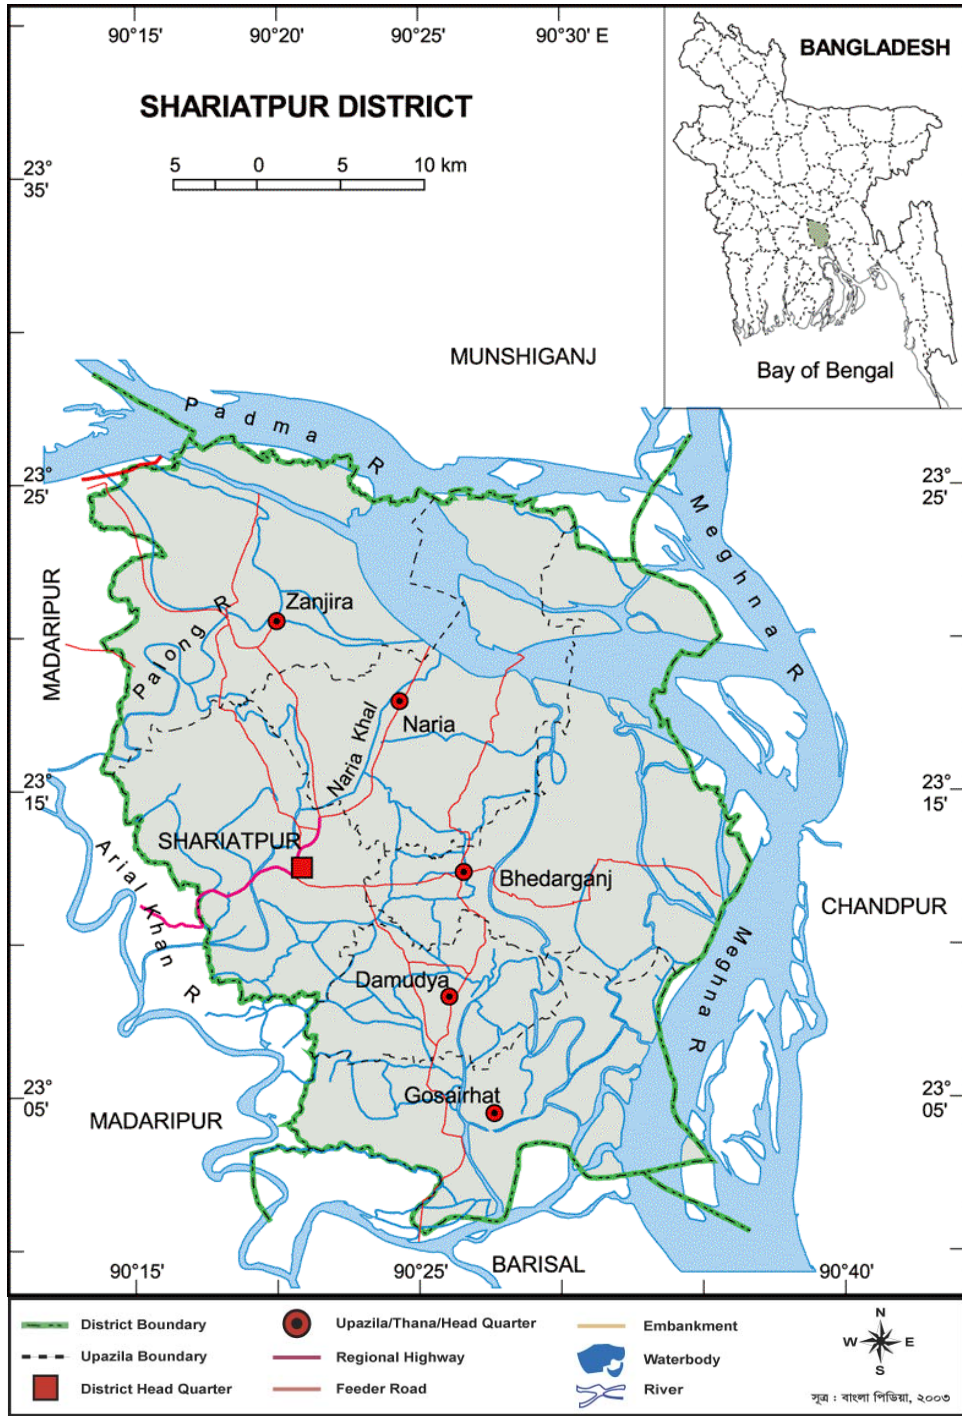 90°15'
90°20'
90°25'
90°30' E
BANGLADESH
SHARIATPUR DISTRICT
5
0
5
10 km
23°
35'
Bay of Bengal
MUNSHIGANJ
Padma R
23°
25'
23°
25'
Meghna R
MADARIPUR
Zanjira
Palong R
Naria
Naria Khal
23°
15'
23°
15'
SHARIATPUR
Arial Khan R
Bhedarganj
CHANDPUR
Meghna R
Damudya
Gosairhat
23°
05'
23°
05'
MADARIPUR
BARISAL
90°15'
90°25'
90°40'
District Boundary
Upazila/Thana/Head Quarter
Embankment
N
Upazila Boundary
Regional Highway
Waterbody
W
E
S
District Head Quarter
Feeder Road
River
সূত্র : বাংলা পিডিয়া, ২০০৩